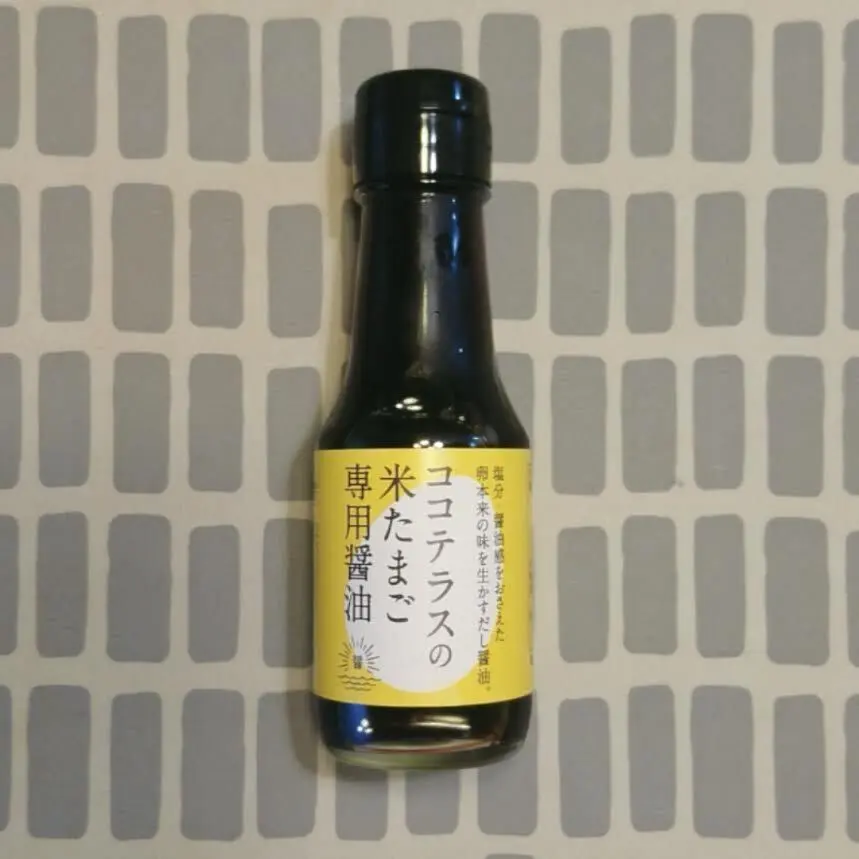 塩分 醤油感をおさえた
卵本来の味を生かすだし醤油。
ココテラスの
米たまご
専用醤油